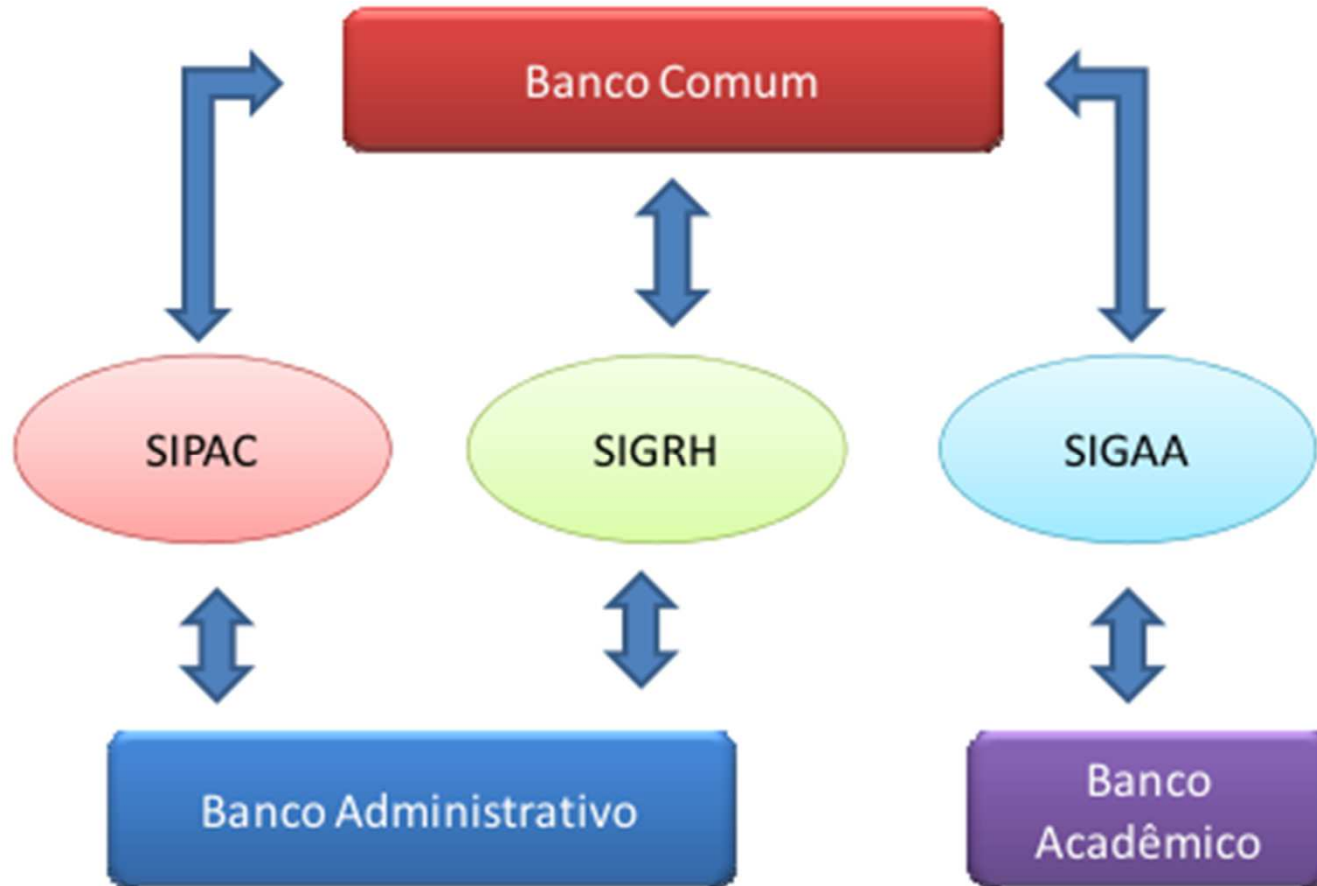 Banco Comum
SIPAC
SIGRH
SIGAA
Banco Administrativo
Banco
Acadêmico